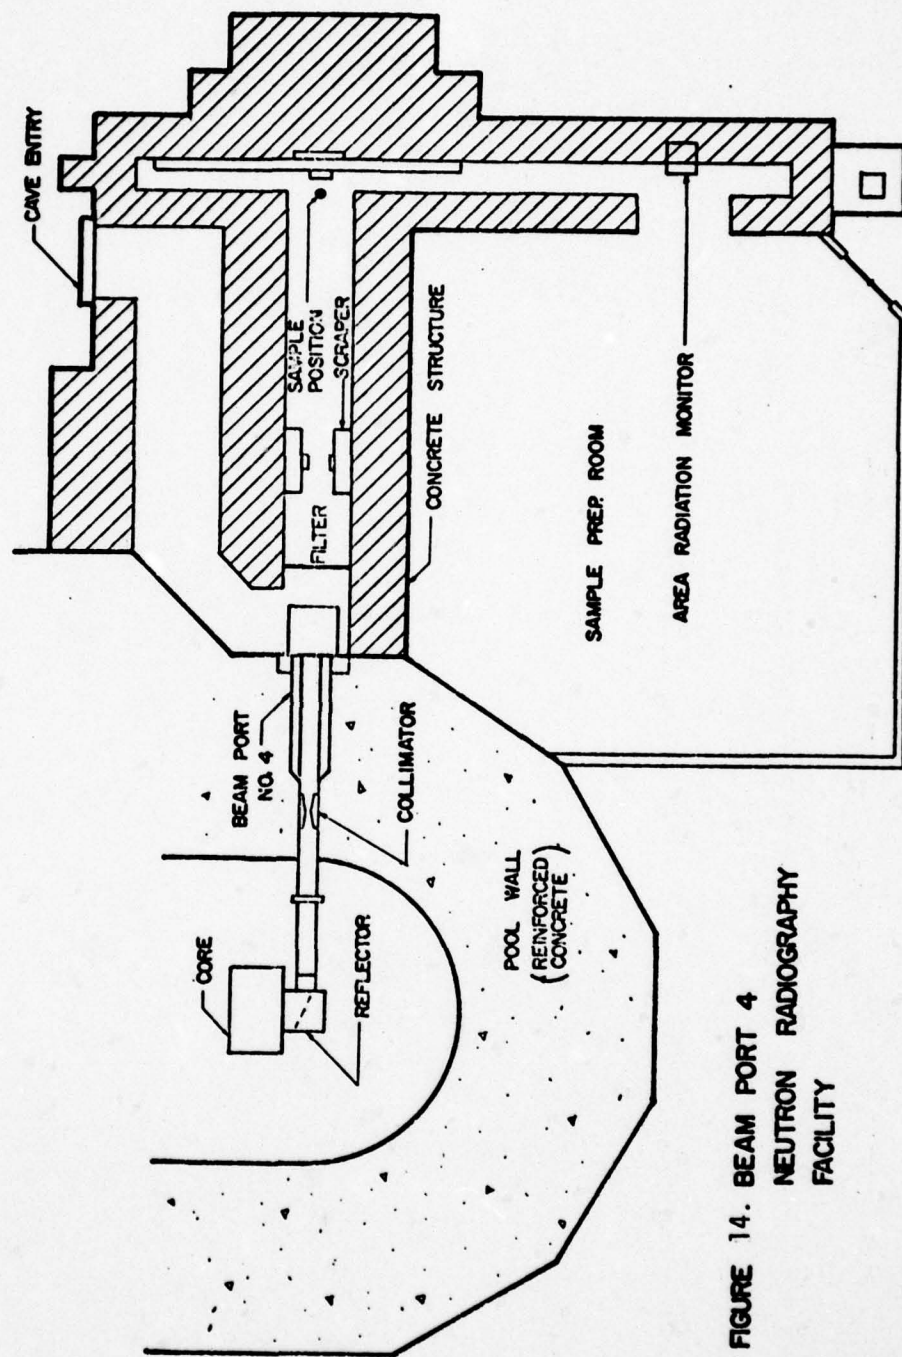 CAVE ENTRY
SAMPLE
POSITION
SCRAPER
FILTER
CONCRETE STRUCTURE
BEAM PORT
NO. 4
COLLIMATOR
CORE
REFLECTOR
SAMPLE PREP. ROOM
AREA RADIATION MONITOR
POOL WALL
(REINFORCED
CONCRETE)
FIGURE 14. BEAM PORT 4
NEUTRON RADIOGRAPHY
FACILITY